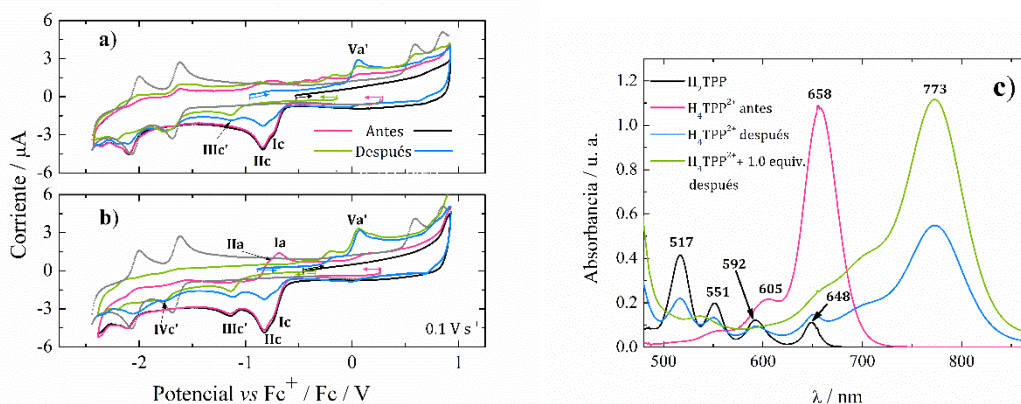 a)
6
3
0
-3
-6
Va'
IIIc'
Ic
IIc
Antes
Después
b)
6
3
0
-3
-6
IIa
Ia
Va'
IVc'
IIIc'
Ic
IIc
0.1 V s⁻¹
-2
-1
0
1
Corriente / μA
Potencial vs Fc⁺ / Fc / V
c)
1.2
1.0
0.8
0.6
0.4
0.2
0.0
H₂TPP
H₄TPP²⁺ antes
H₄TPP²⁺ después
H₄TPP²⁺ + 1.0 equiv.
después
658
773
517
551
592
605
648
500
600
700
800
Absorbancia / u. a.
λ / nm